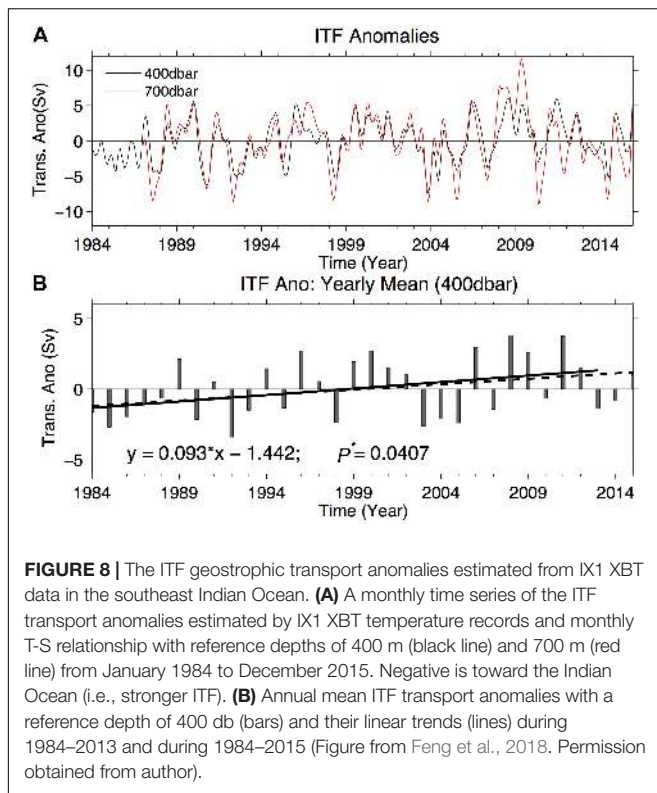 A
ITF Anomalies
400dbar
700dbar
Trans. Ano(Sv)
10
5
0
-5
-10
1984 1989 1994 1999 2004 2009 2014
Time (Year)
B
ITF Ano: Yearly Mean (400dbar)
Trans. Ano (Sv)
5
0
-5
y = 0.093*x − 1.442; P* = 0.0407
1984 1989 1994 1999 2004 2009 2014
Time (Year)
FIGURE 8 | The ITF geostrophic transport anomalies estimated from IX1 XBT
data in the southeast Indian Ocean. (A) A monthly time series of the ITF
transport anomalies estimated by IX1 XBT temperature records and monthly
T-S relationship with reference depths of 400 m (black line) and 700 m (red
line) from January 1984 to December 2015. Negative is toward the Indian
Ocean (i.e., stronger ITF). (B) Annual mean ITF transport anomalies with a
reference depth of 400 db (bars) and their linear trends (lines) during
1984–2013 and during 1984–2015 (Figure from Feng et al., 2018. Permission
obtained from author).